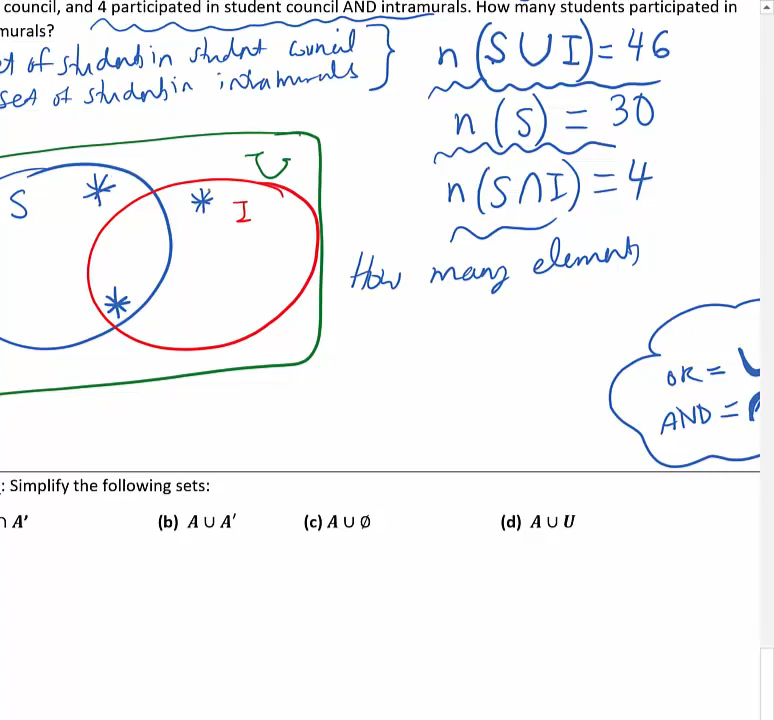 council, and 4 participated in student council AND intramurals. How many students participated in
murals?
of students in student council
set of students in intramurals
n(S∪I)=46
n(S)=30
n(S∩I)=4
U
S
I
How many elements
OR = ∪
AND =
: Simplify the following sets:
∩ A′ (b) A ∪ A′ (c) A ∪ ∅ (d) A ∪ U